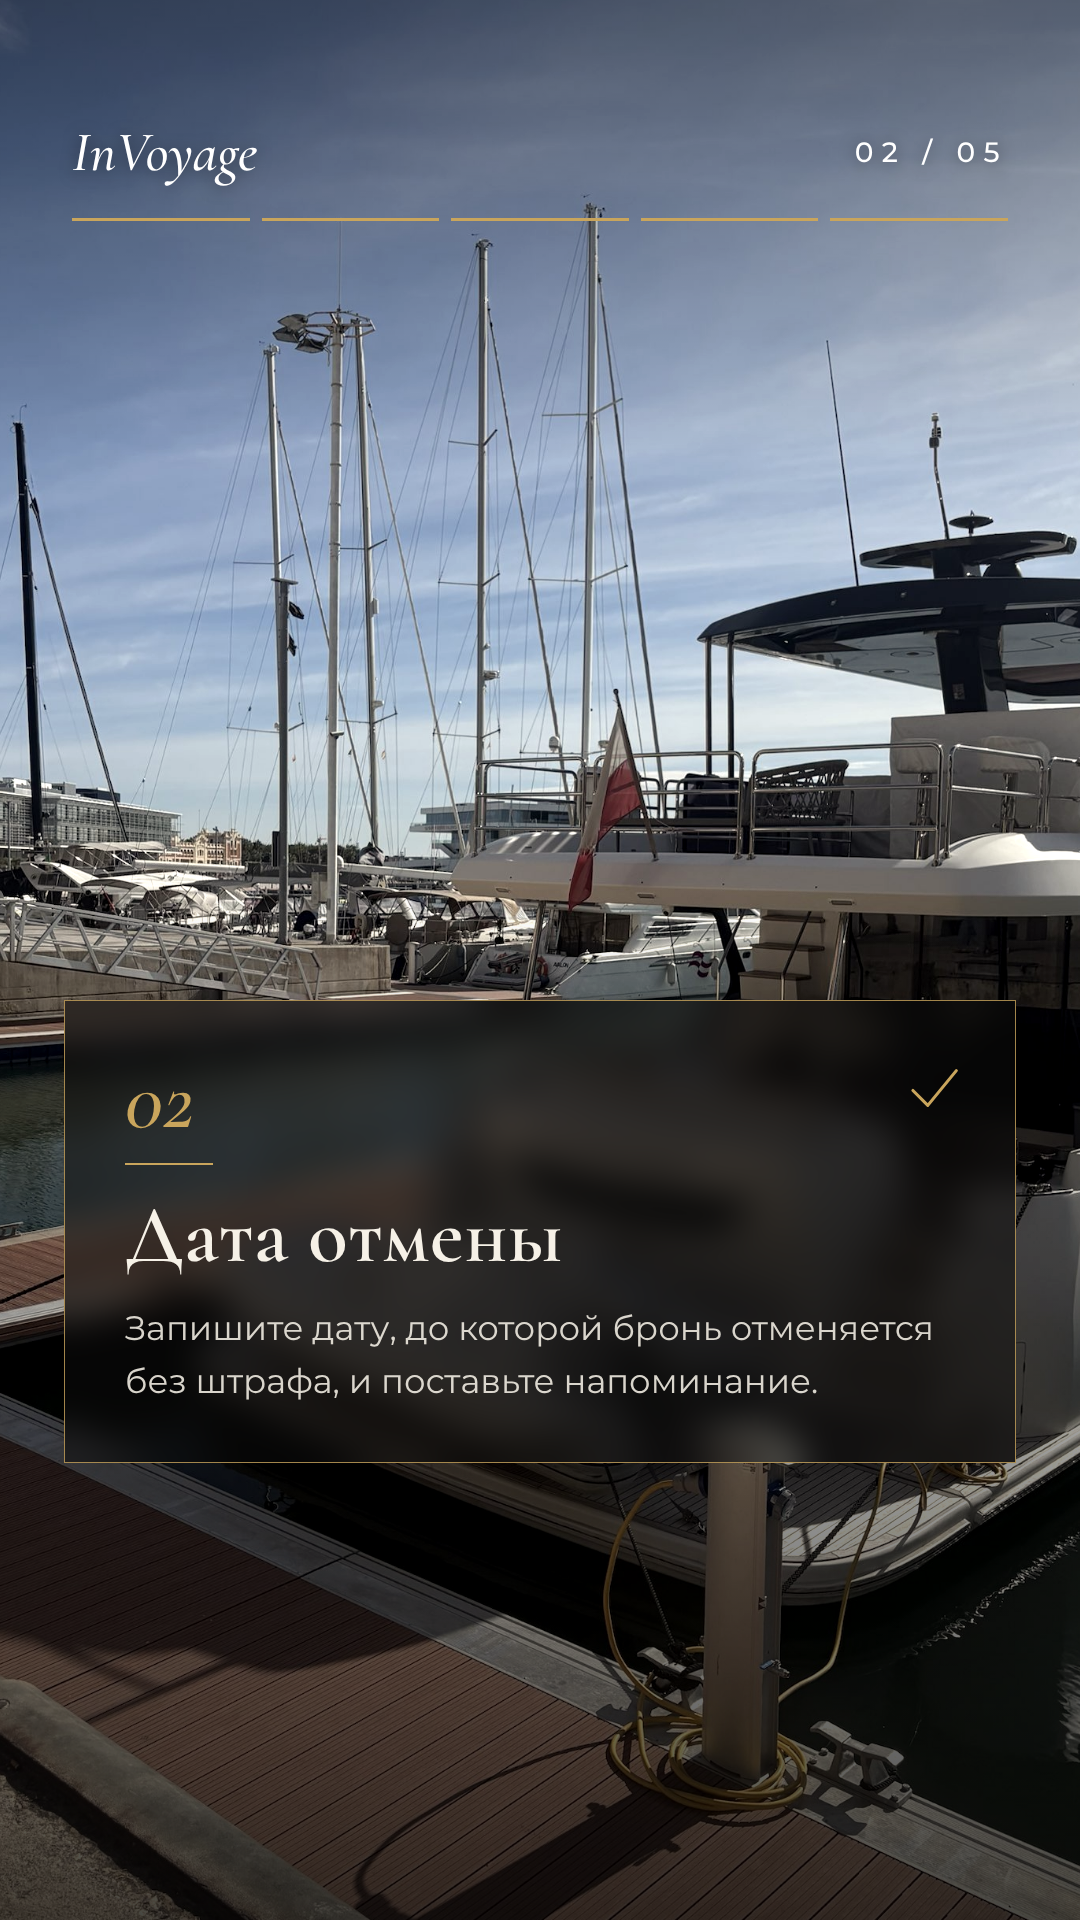 InVoyage
02 / 05
02
Дата отмены
Запишите дату, до которой бронь отменяется
без штрафа, и поставьте напоминание.